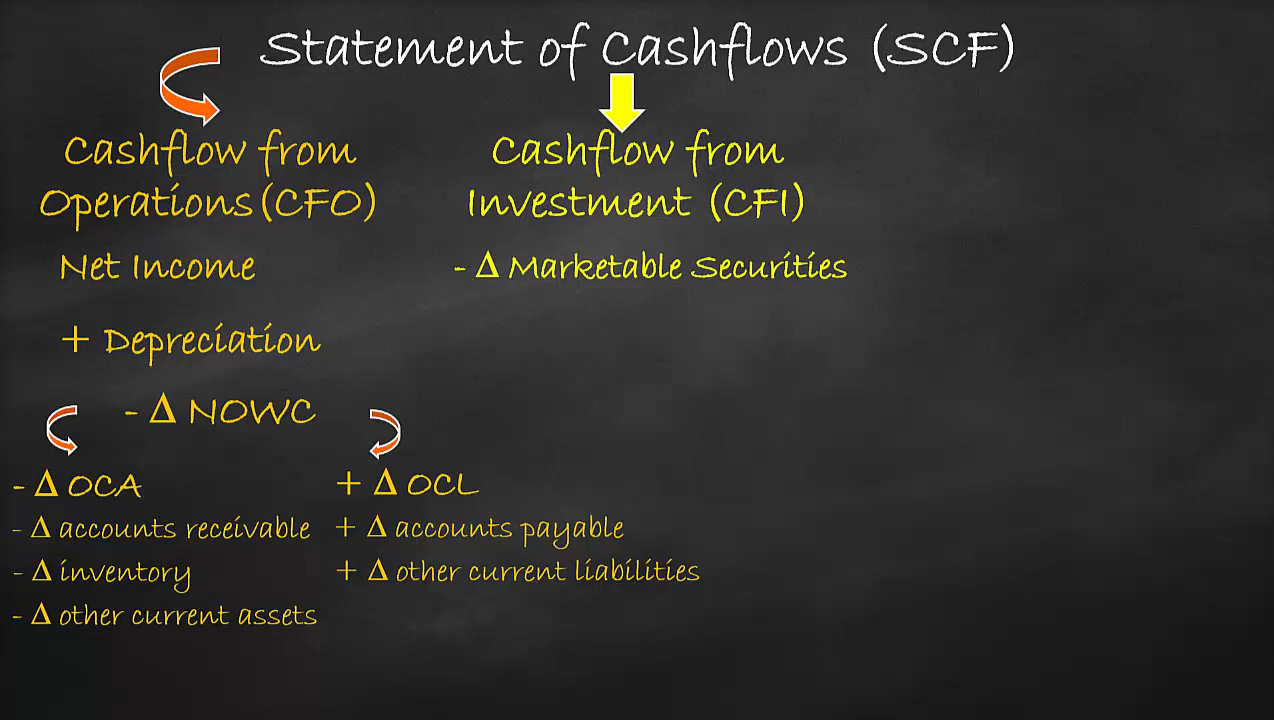 Statement of Cashflows (SCF)
Cashflow from
Operations(CFO)
Net Income
+ Depreciation
- Δ NOWC
- Δ OCA
- Δ accounts receivable
- Δ inventory
- Δ other current assets
+ Δ OCL
+ Δ accounts payable
+ Δ other current liabilities
Cashflow from
Investment (CFI)
- Δ Marketable Securities